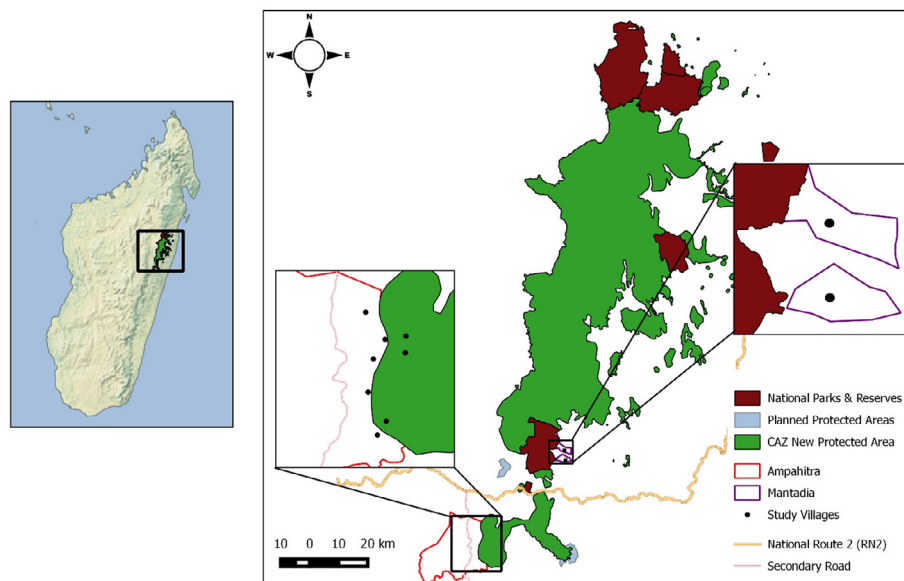 N
W E
S
National Parks & Reserves
Planned Protected Areas
CAZ New Protected Area
Ampahitra
Mantadia
Study Villages
National Route 2 (RN2)
Secondary Road
10 0 10 20 km